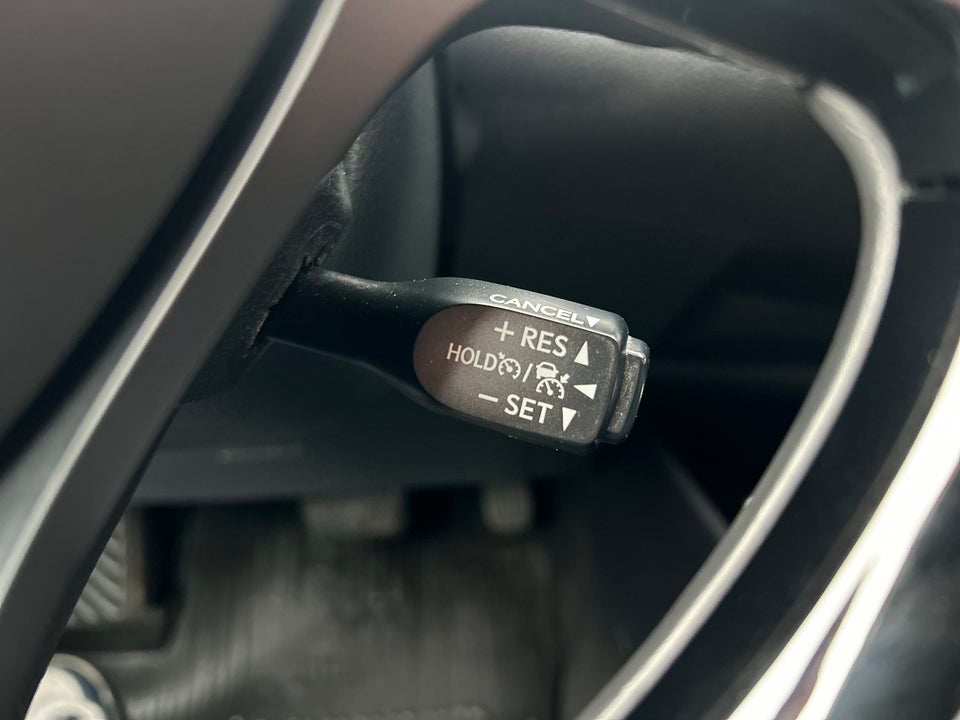 CANCEL▼
+ RES ▲
HOLD / ◀
− SET ▼